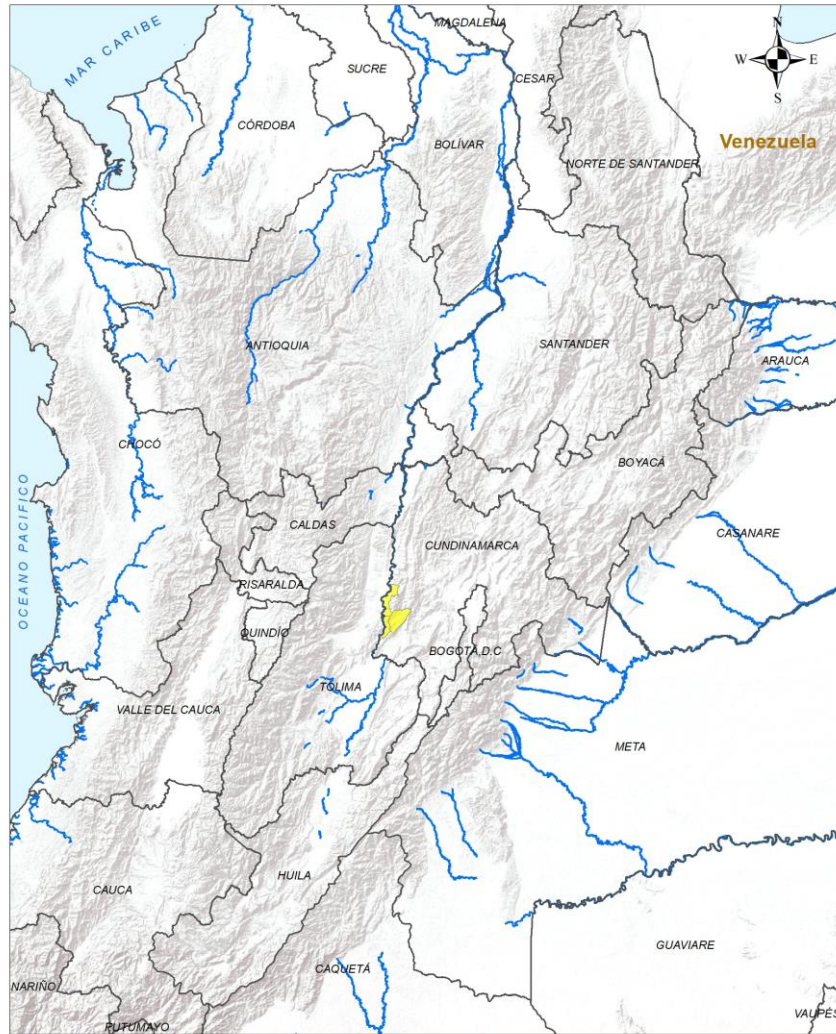 MAGDALENA
N
MAR CARIBE
W
E
SUCRE
CESAR
S
CÓRDOBA
BOLÍVAR
Venezuela
NORTE DE SANTANDER
ANTIOQUIA
SANTANDER
ARAUCA
CHOCÓ
BOYACÁ
CALDAS
CASANARE
CUNDINAMARCA
OCEANO PACIFICO
RISARALDA
QUINDÍO
BOGOTÁ D.C
TOLIMA
VALLE DEL CAUCA
META
HUILA
CAUCA
GUAVIARE
CAQUETÁ
NARIÑO
VAUPÉS
PUTUMAYO